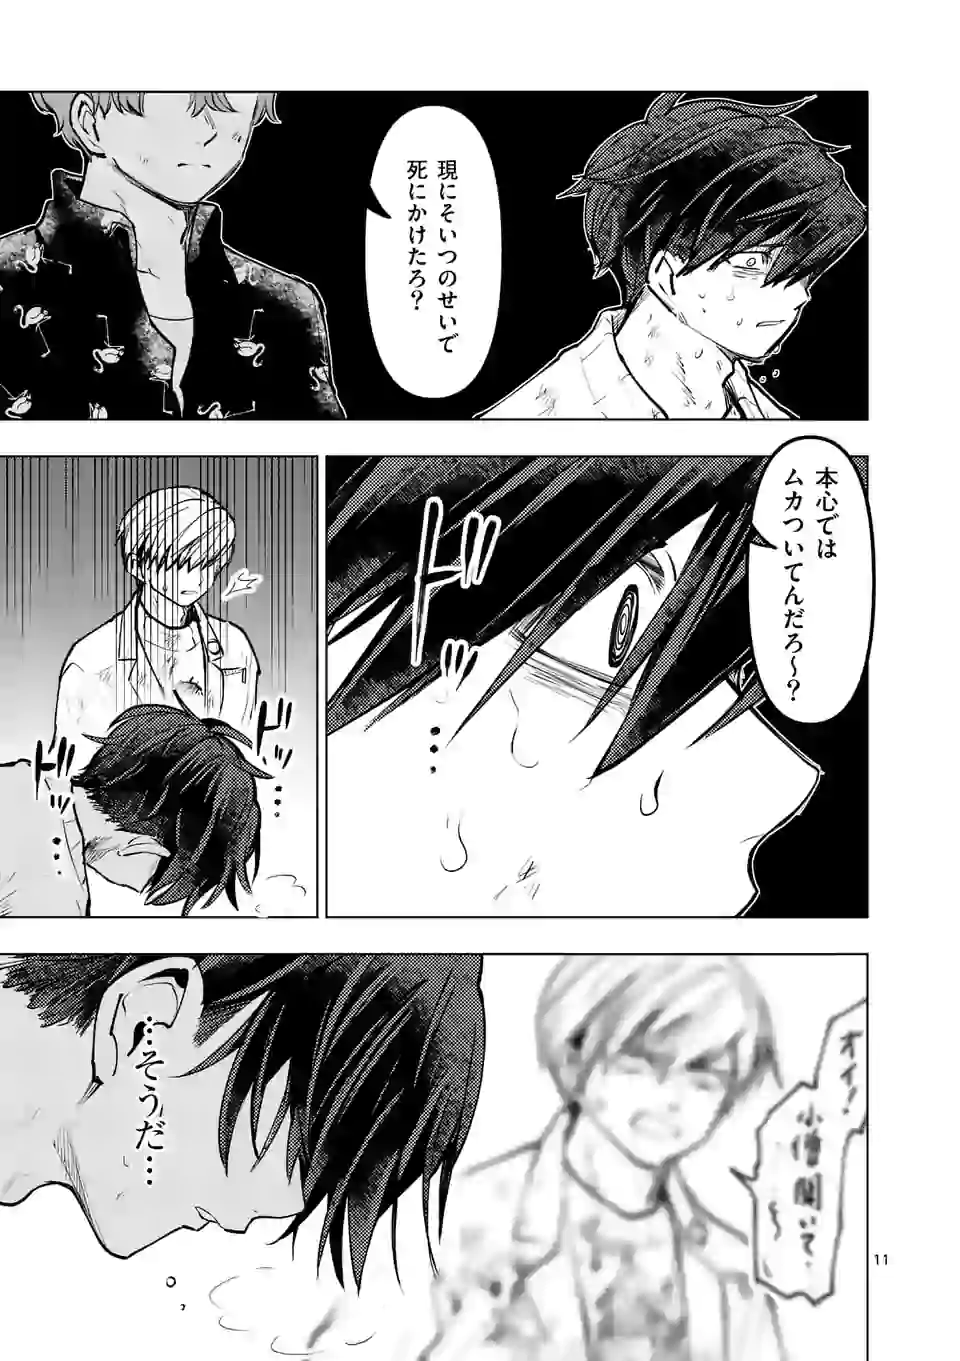 現にそいつのせいで
死にかけたろ?
本心では
ムカついてんだろ～?
ドッ
ドッ
ドッ
…そうだ…
オイ!
小僧聞いて
11